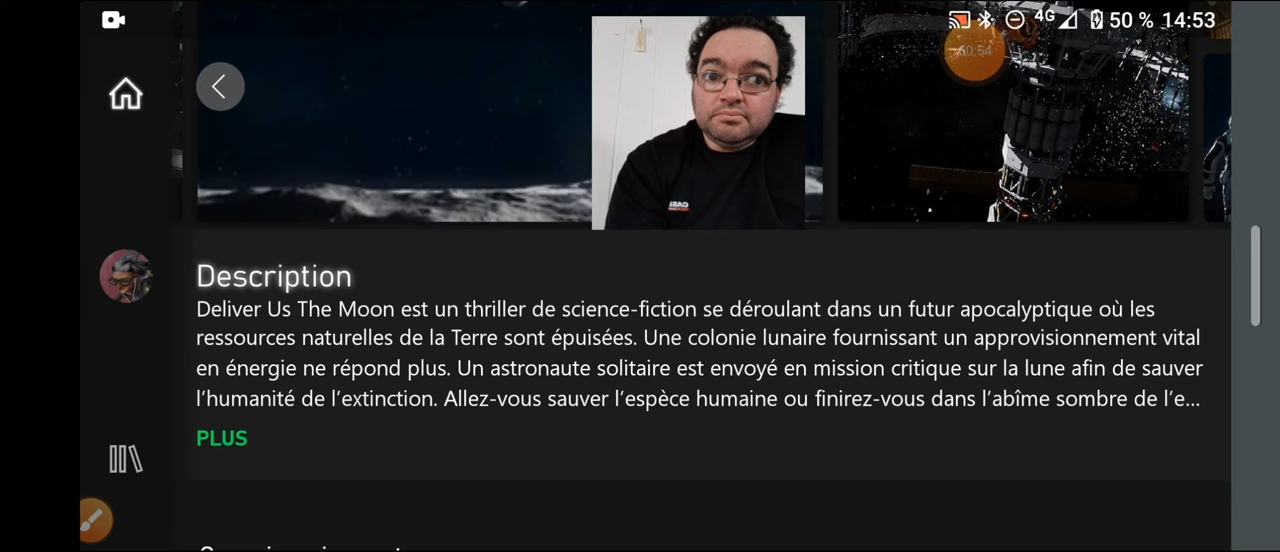 4G 50 % 14:53
Description
Deliver Us The Moon est un thriller de science-fiction se déroulant dans un futur apocalyptique où les
ressources naturelles de la Terre sont épuisées. Une colonie lunaire fournissant un approvisionnement vital
en énergie ne répond plus. Un astronaute solitaire est envoyé en mission critique sur la lune afin de sauver
l'humanité de l'extinction. Allez-vous sauver l'espèce humaine ou finirez-vous dans l'abîme sombre de l'e...
PLUS